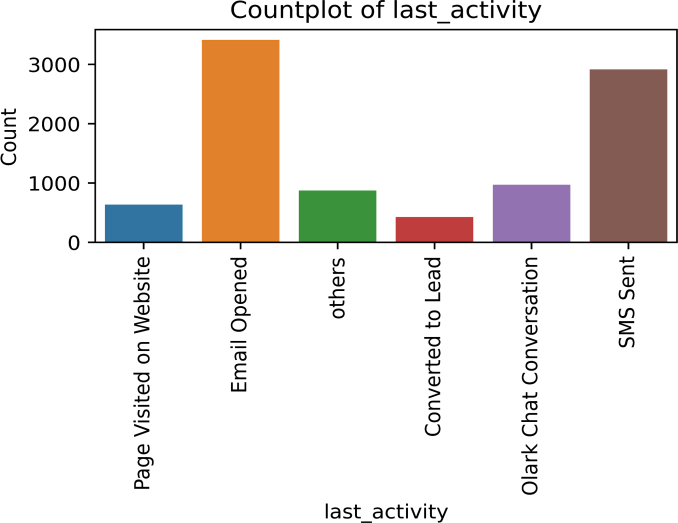 Countplot of last_activity
Count
3000
2000
1000
0
Page Visited on Website
Email Opened
others
Converted to Lead
Olark Chat Conversation
SMS Sent
last_activity